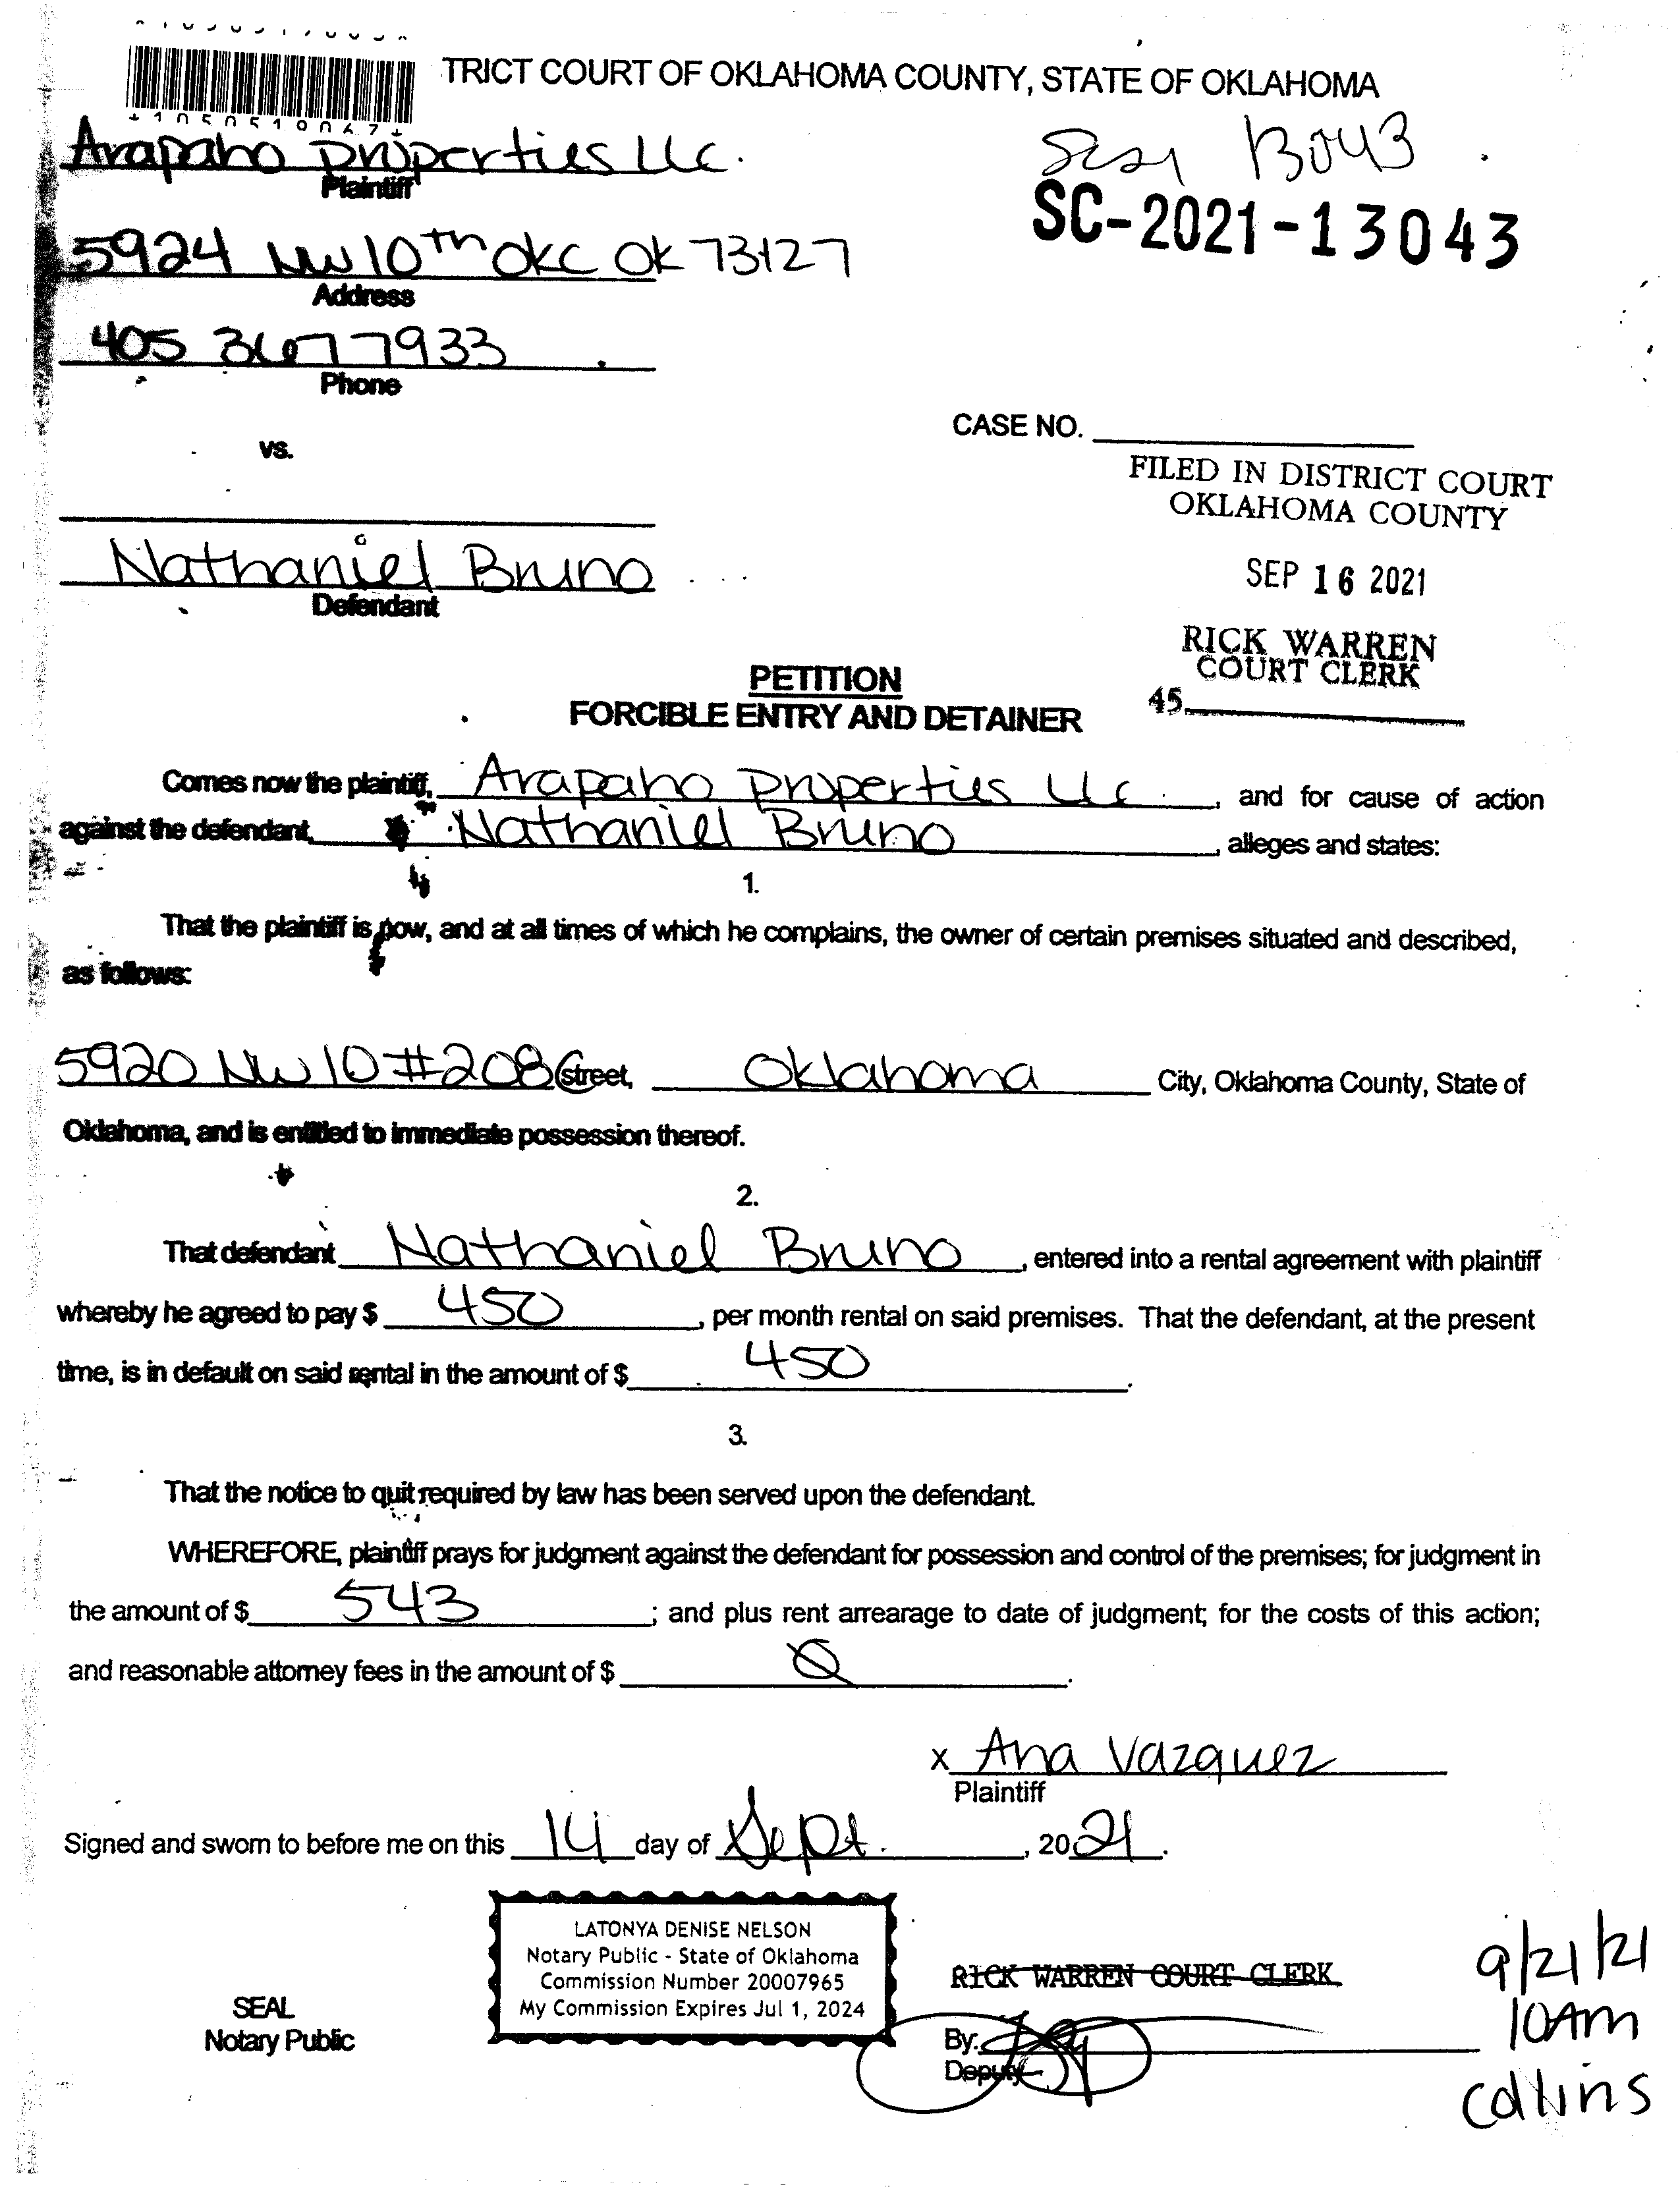 *1050519047*
TRICT COURT OF OKLAHOMA COUNTY, STATE OF OKLAHOMA
Arapaho Properties LLC.
Plaintiff
13043
SC-2021-13043
5924 NW 10th OKC OK 73127
Address
405 367 7933
Phone
CASE NO.
vs.
FILED IN DISTRICT COURT
OKLAHOMA COUNTY
SEP 16 2021
Nathaniel Bruno
Defendant
RICK WARREN
COURT CLERK
45
PETITION
FORCIBLE ENTRY AND DETAINER
Comes now the plaintiff, Arapaho Properties LLC, and for cause of action
against the defendant, Nathaniel Bruno, alleges and states:
1.
That the plaintiff is now, and at all times of which he complains, the owner of certain premises situated and described,
as follows:
5920 NW 10 #208 street, Oklahoma City, Oklahoma County, State of
Oklahoma, and is entitled to immediate possession thereof.
2.
That defendant Nathaniel Bruno, entered into a rental agreement with plaintiff
whereby he agreed to pay $ 450, per month rental on said premises. That the defendant, at the present
time, is in default on said rental in the amount of $ 450.
3.
That the notice to quit required by law has been served upon the defendant.
WHEREFORE, plaintiff prays for judgment against the defendant for possession and control of the premises; for judgment in
the amount of $ 543; and plus rent arrearage to date of judgment; for the costs of this action;
and reasonable attorney fees in the amount of $ 0.
x Ana Vazquez
Plaintiff
Signed and sworn to before me on this 14 day of Sept., 2021.
LATONYA DENISE NELSON
Notary Public - State of Oklahoma
Commission Number 20007965
My Commission Expires Jul 1, 2024
SEAL
Notary Public
RICK WARREN COURT CLERK
By:
Deputy
9/21/21
10AM
Collins